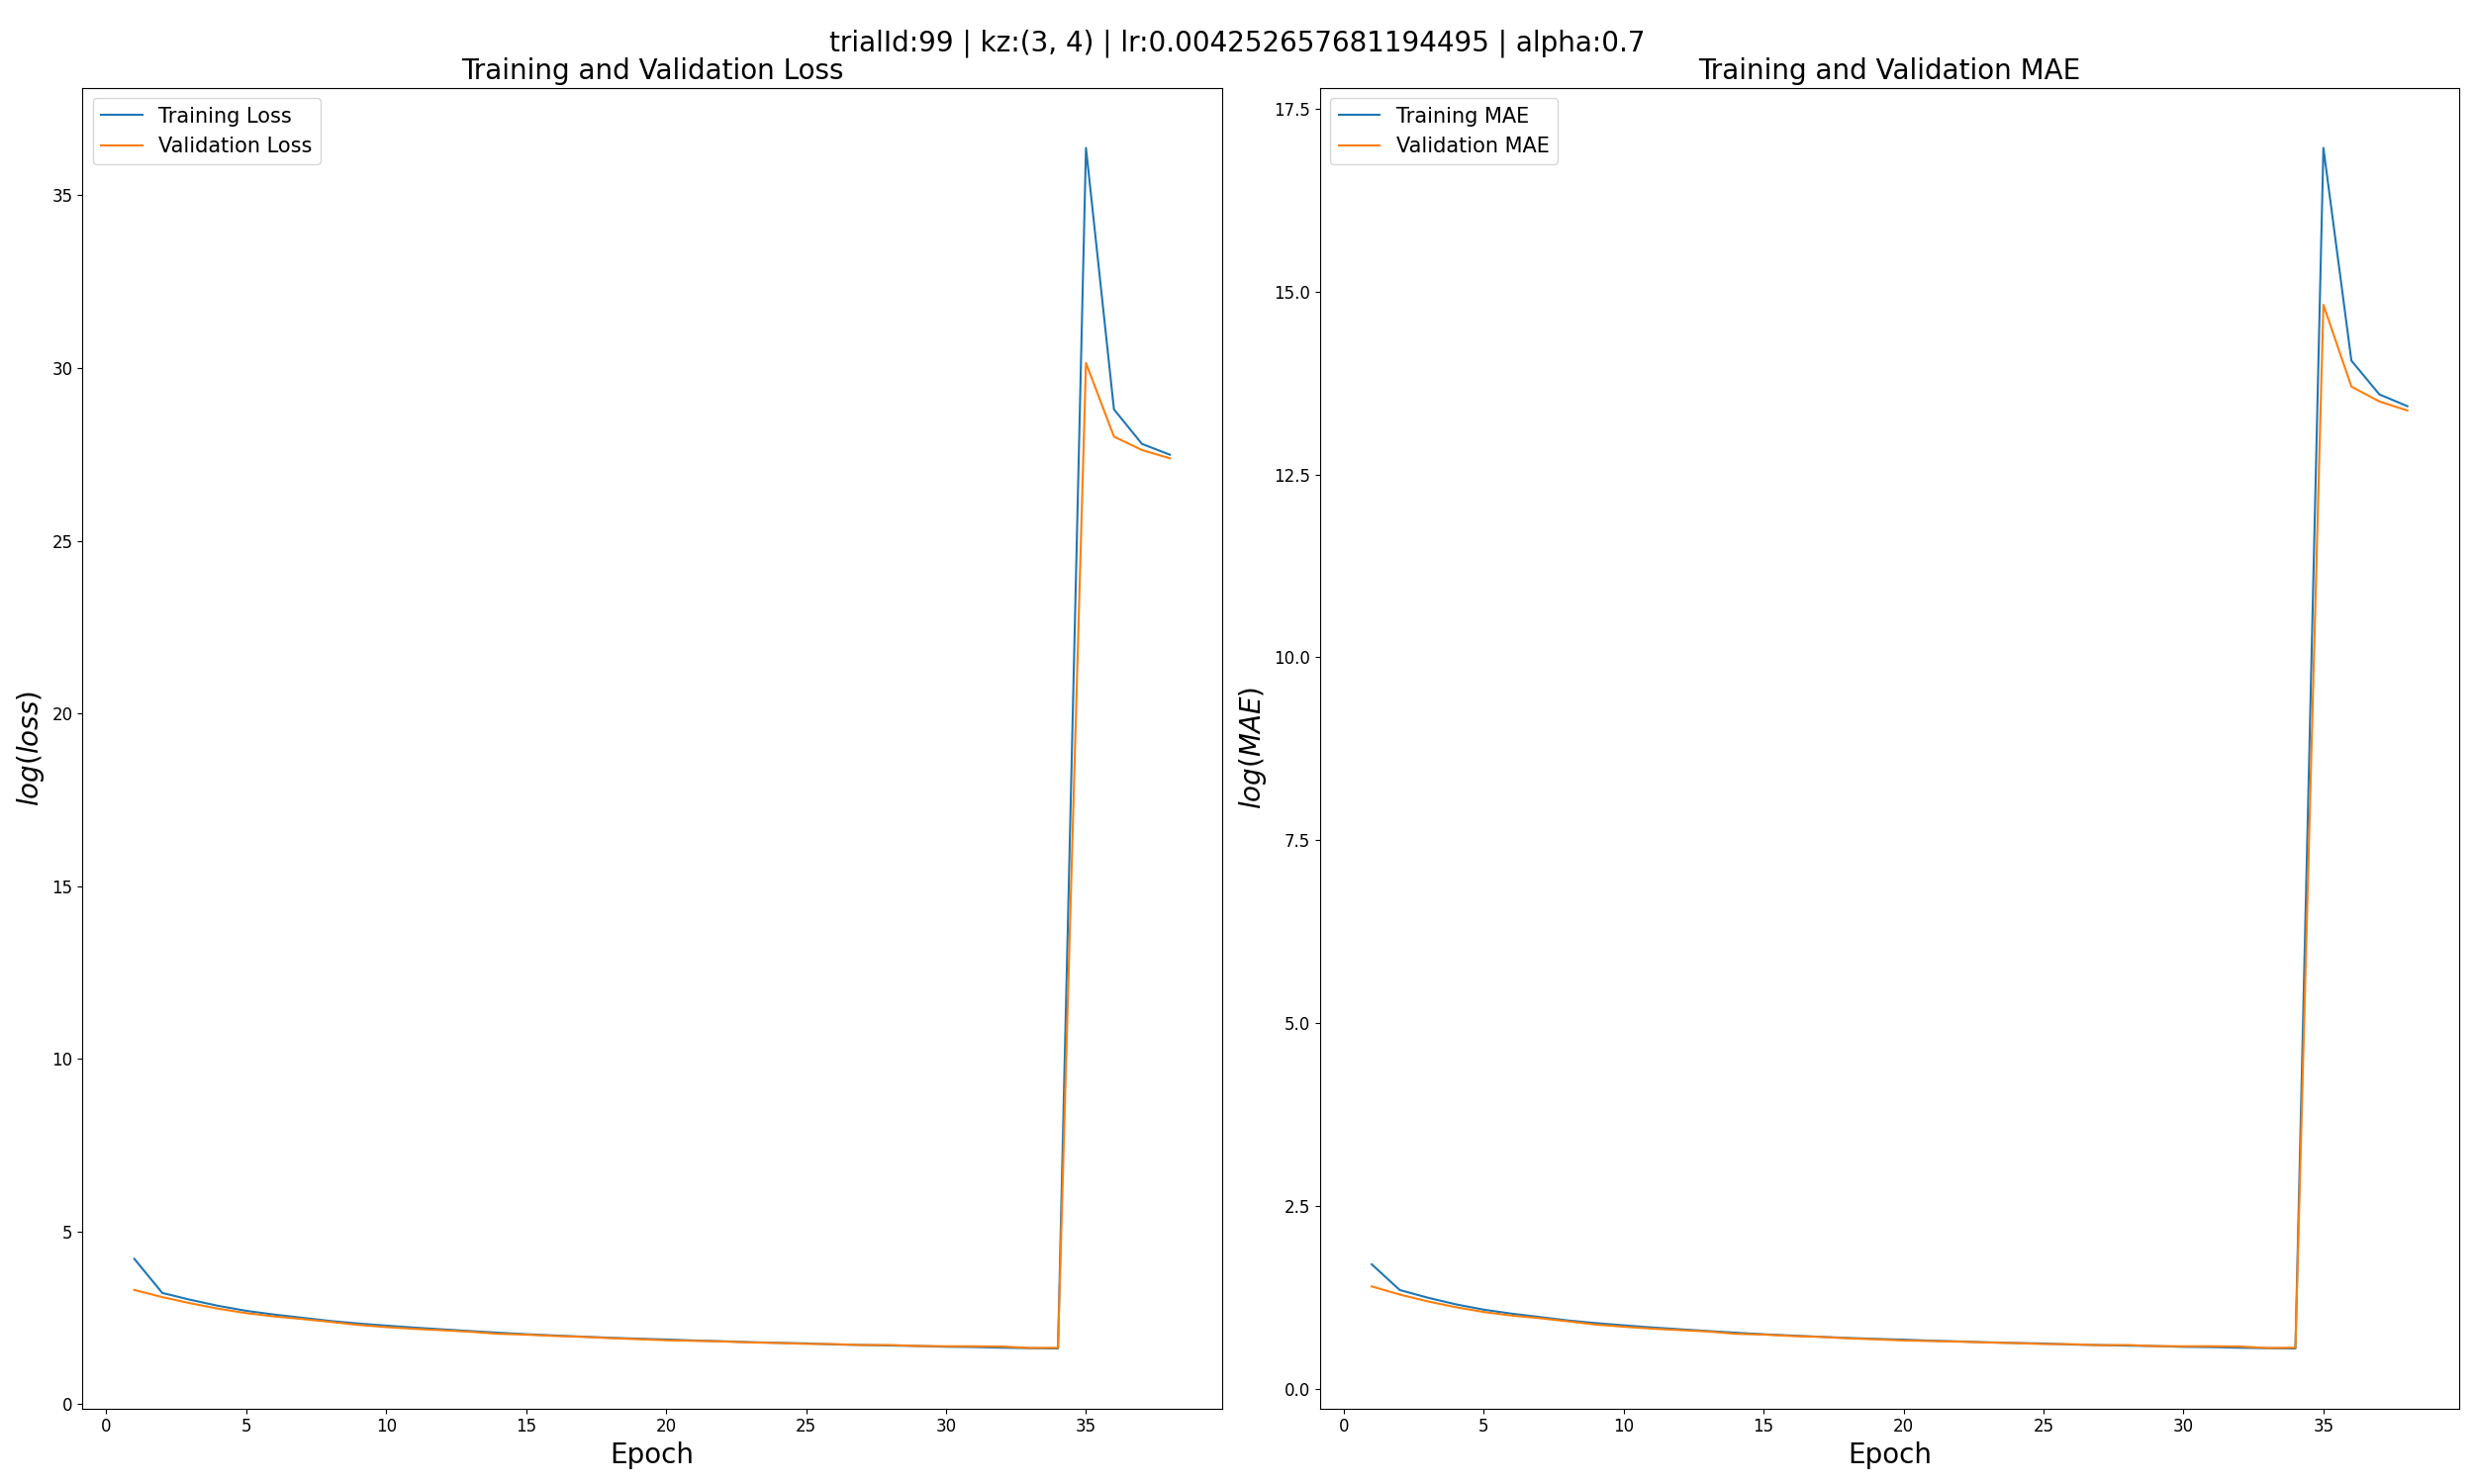 trialId:99 | kz:(3, 4) | lr:0.004252657681194495 | alpha:0.7
Training and Validation Loss
Training Loss
Validation Loss
log(loss)
35
30
25
20
15
10
5
0
0 5 10 15 20 25 30 35
Epoch
Training and Validation MAE
Training MAE
Validation MAE
log(MAE)
17.5
15.0
12.5
10.0
7.5
5.0
2.5
0.0
0 5 10 15 20 25 30 35
Epoch